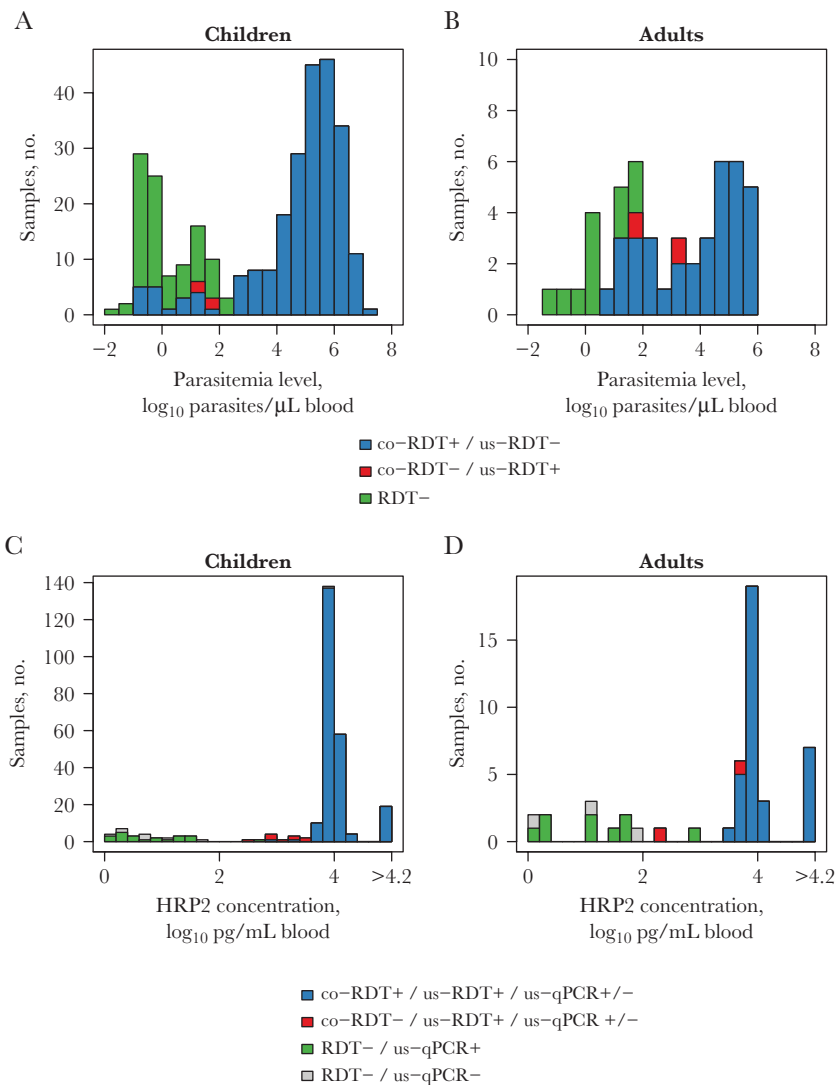 A
Children
Samples, no.
40
30
20
10
0
−2
0
2
4
6
8
Parasitemia level,
log10 parasites/μL blood
B
Adults
Samples, no.
10
8
6
4
2
0
−2
0
2
4
6
8
Parasitemia level,
log10 parasites/μL blood
co−RDT+ / us−RDT−
co−RDT− / us−RDT+
RDT−
C
Children
Samples, no.
140
120
100
80
60
40
20
0
0
2
4
>4.2
HRP2 concentration,
log10 pg/mL blood
D
Adults
Samples, no.
15
10
5
0
0
2
4
>4.2
HRP2 concentration,
log10 pg/mL blood
co−RDT+ / us−RDT+ / us−qPCR+/−
co−RDT− / us−RDT+ / us−qPCR +/−
RDT− / us−qPCR+
RDT− / us−qPCR−